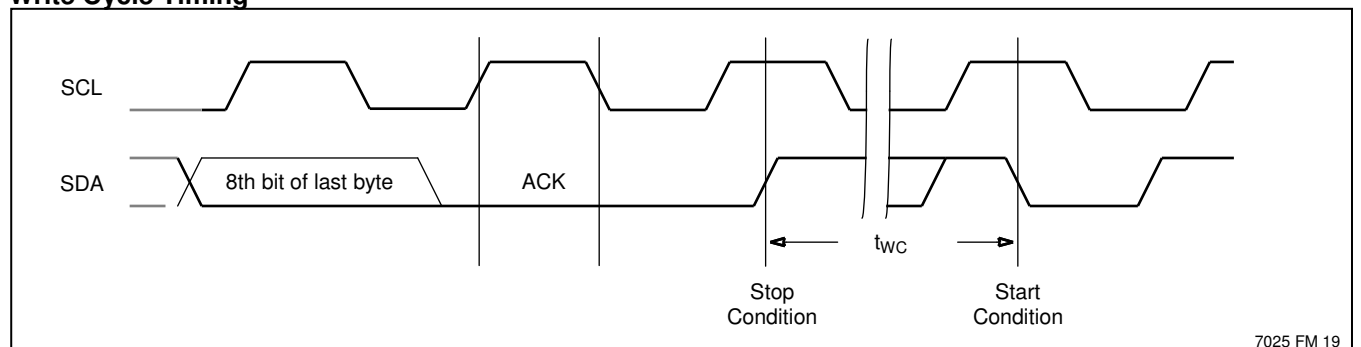 Write Cycle Timing
SCL
SDA
8th bit of last byte
ACK
tWC
Stop
Condition
Start
Condition
7025 FM 19